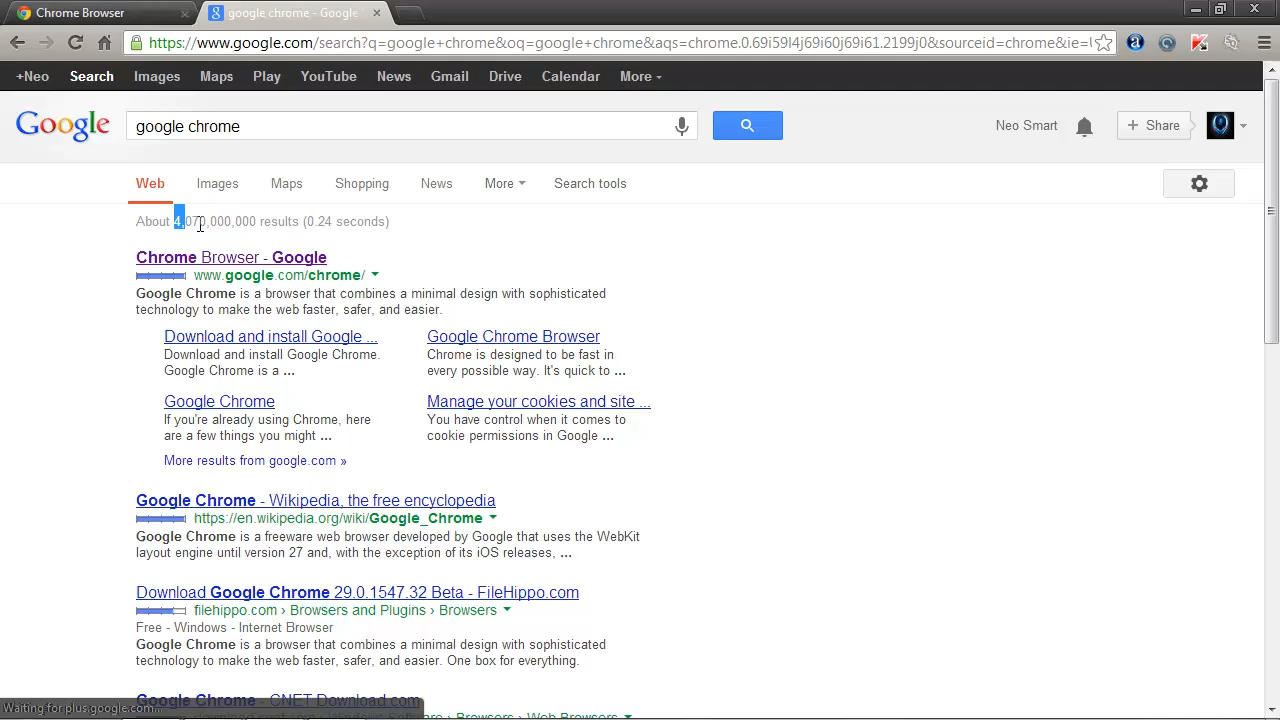 Chrome Browser
google chrome - Google
https://www.google.com/search?q=google+chrome&oq=google+chrome&aqs=chrome.0.69i59l4j69i60j69i61.2199j0&sourceid=chrome&ie=
+Neo Search Images Maps Play YouTube News Gmail Drive Calendar More
Google
google chrome
Neo Smart
+ Share
Web Images Maps Shopping News More Search tools
About 4,070,000,000 results (0.24 seconds)
Chrome Browser - Google
www.google.com/chrome/
Google Chrome is a browser that combines a minimal design with sophisticated
technology to make the web faster, safer, and easier.
Download and install Google ...
Download and install Google Chrome.
Google Chrome is a ...
Google Chrome Browser
Chrome is designed to be fast in
every possible way. It's quick to ...
Google Chrome
If you're already using Chrome, here
are a few things you might ...
Manage your cookies and site ...
You have control when it comes to
cookie permissions in Google ...
More results from google.com »
Google Chrome - Wikipedia, the free encyclopedia
https://en.wikipedia.org/wiki/Google_Chrome
Google Chrome is a freeware web browser developed by Google that uses the WebKit
layout engine until version 27 and, with the exception of its iOS releases, ...
Download Google Chrome 29.0.1547.32 Beta - FileHippo.com
filehippo.com › Browsers and Plugins › Browsers
Free - Windows - Internet Browser
Google Chrome is a browser that combines a minimal design with sophisticated
technology to make the web faster, safer, and easier. One box for everything.
Google Chrome - CNET Download.com
Web Browsers
Waiting for plus.google.com...